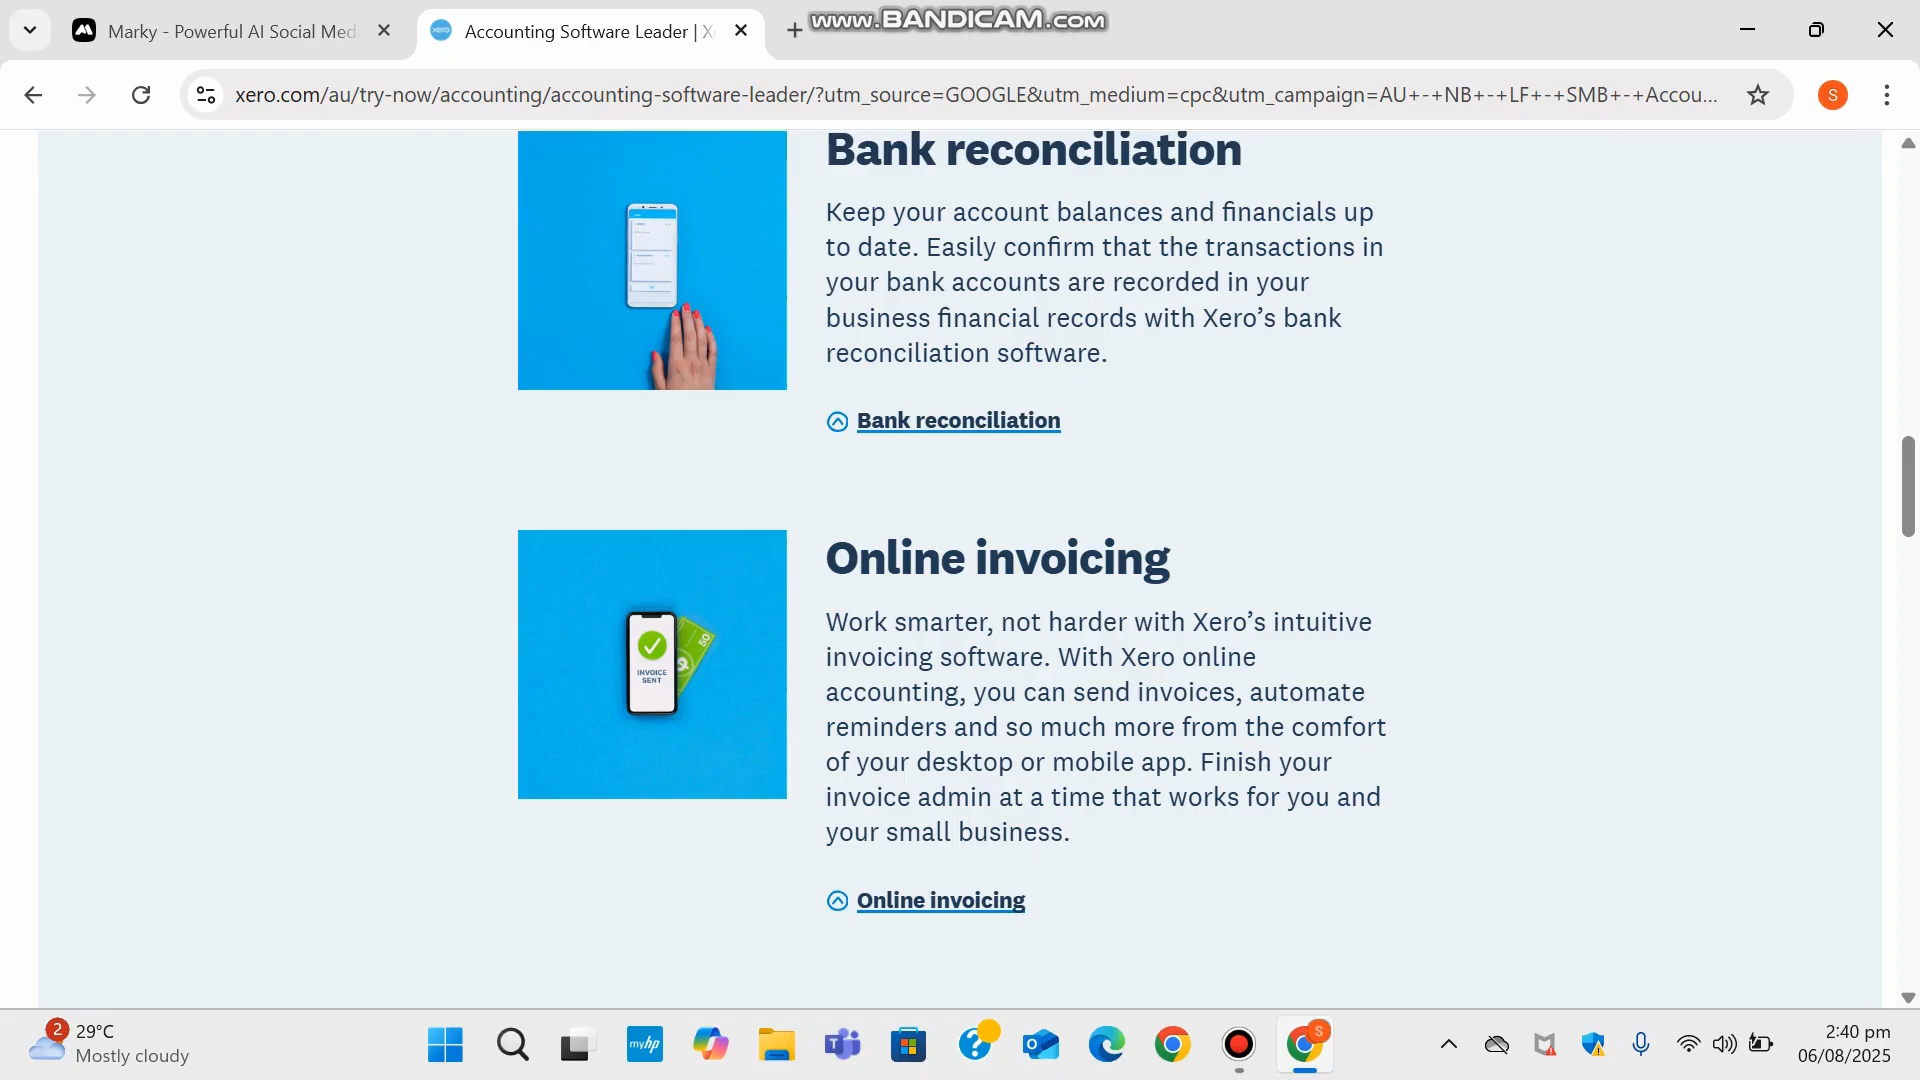 Marky - Powerful AI Social Med
xero
Accounting Software Leader | X
www.BANDICAM.com
xero.com/au/try-now/accounting/accounting-software-leader/?utm_source=GOOGLE&utm_medium=cpc&utm_campaign=AU+-+NB+-+LF+-+SMB+-+Accou...
S
Bank reconciliation
Keep your account balances and financials up
to date. Easily confirm that the transactions in
your bank accounts are recorded in your
business financial records with Xero’s bank
reconciliation software.
Bank reconciliation
Online invoicing
50
INVOICE
SENT
Work smarter, not harder with Xero’s intuitive
invoicing software. With Xero online
accounting, you can send invoices, automate
reminders and so much more from the comfort
of your desktop or mobile app. Finish your
invoice admin at a time that works for you and
your small business.
Online invoicing
2
29°C
Mostly cloudy
myhp
S
2:40 pm
06/08/2025